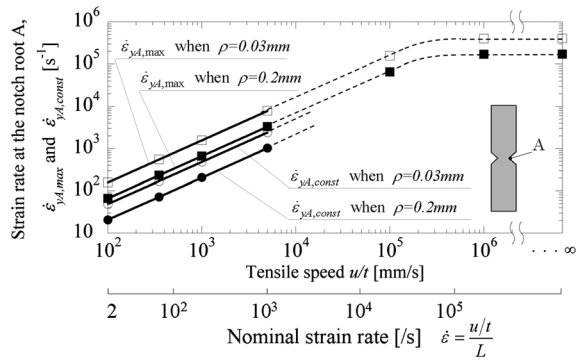 Strain rate at the notch root A,
ε̇yA,max and ε̇yA,const [s⁻¹]
10⁶
10⁵
10⁴
10³
10²
10
ε̇yA,max when ρ=0.03mm
ε̇yA,max when ρ=0.2mm
ε̇yA,const when ρ=0.03mm
ε̇yA,const when ρ=0.2mm
A
10² 10³ 10⁴ 10⁵ 10⁶ · · · ∞
Tensile speed u/t [mm/s]
2 10² 10³ 10⁴ 10⁵
Nominal strain rate [/s] ε̇ = u/t / L